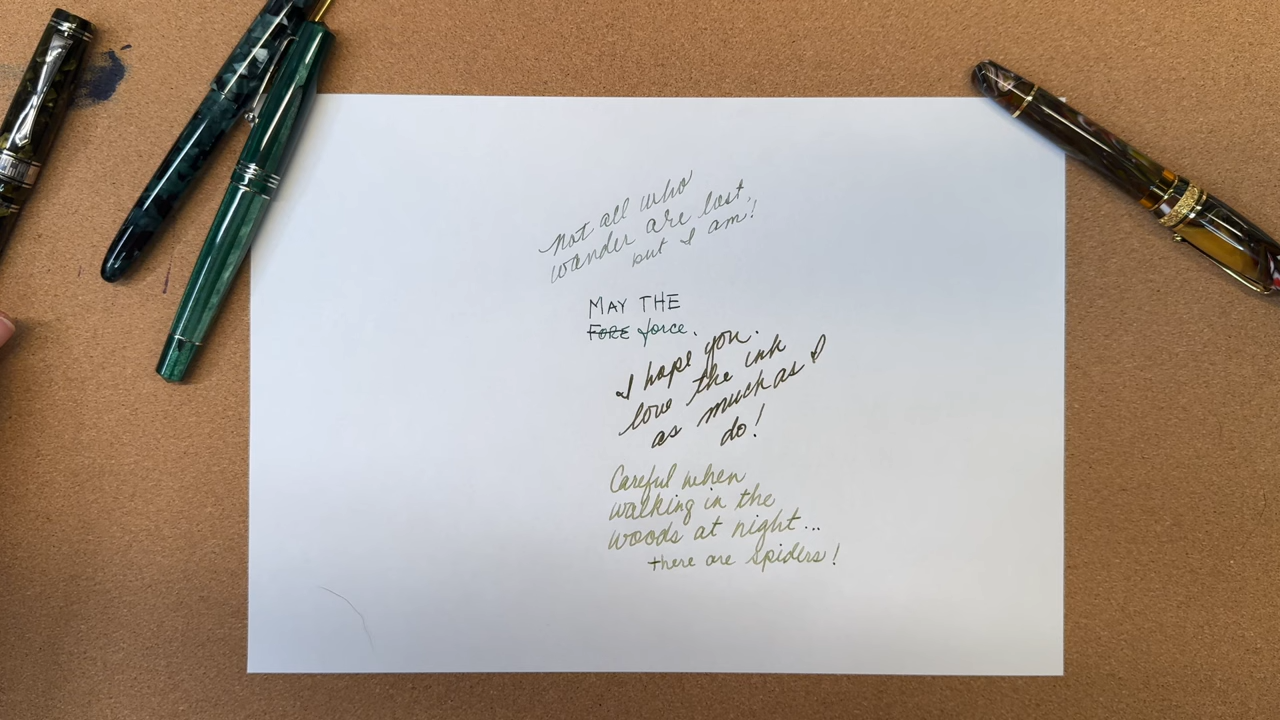 Not all who
wander are lost,
but I am!
MAY THE
FORE force.
I hope you.
love the ink
as much as I
do!
Careful when
walking in the
woods at night...
there are spiders!